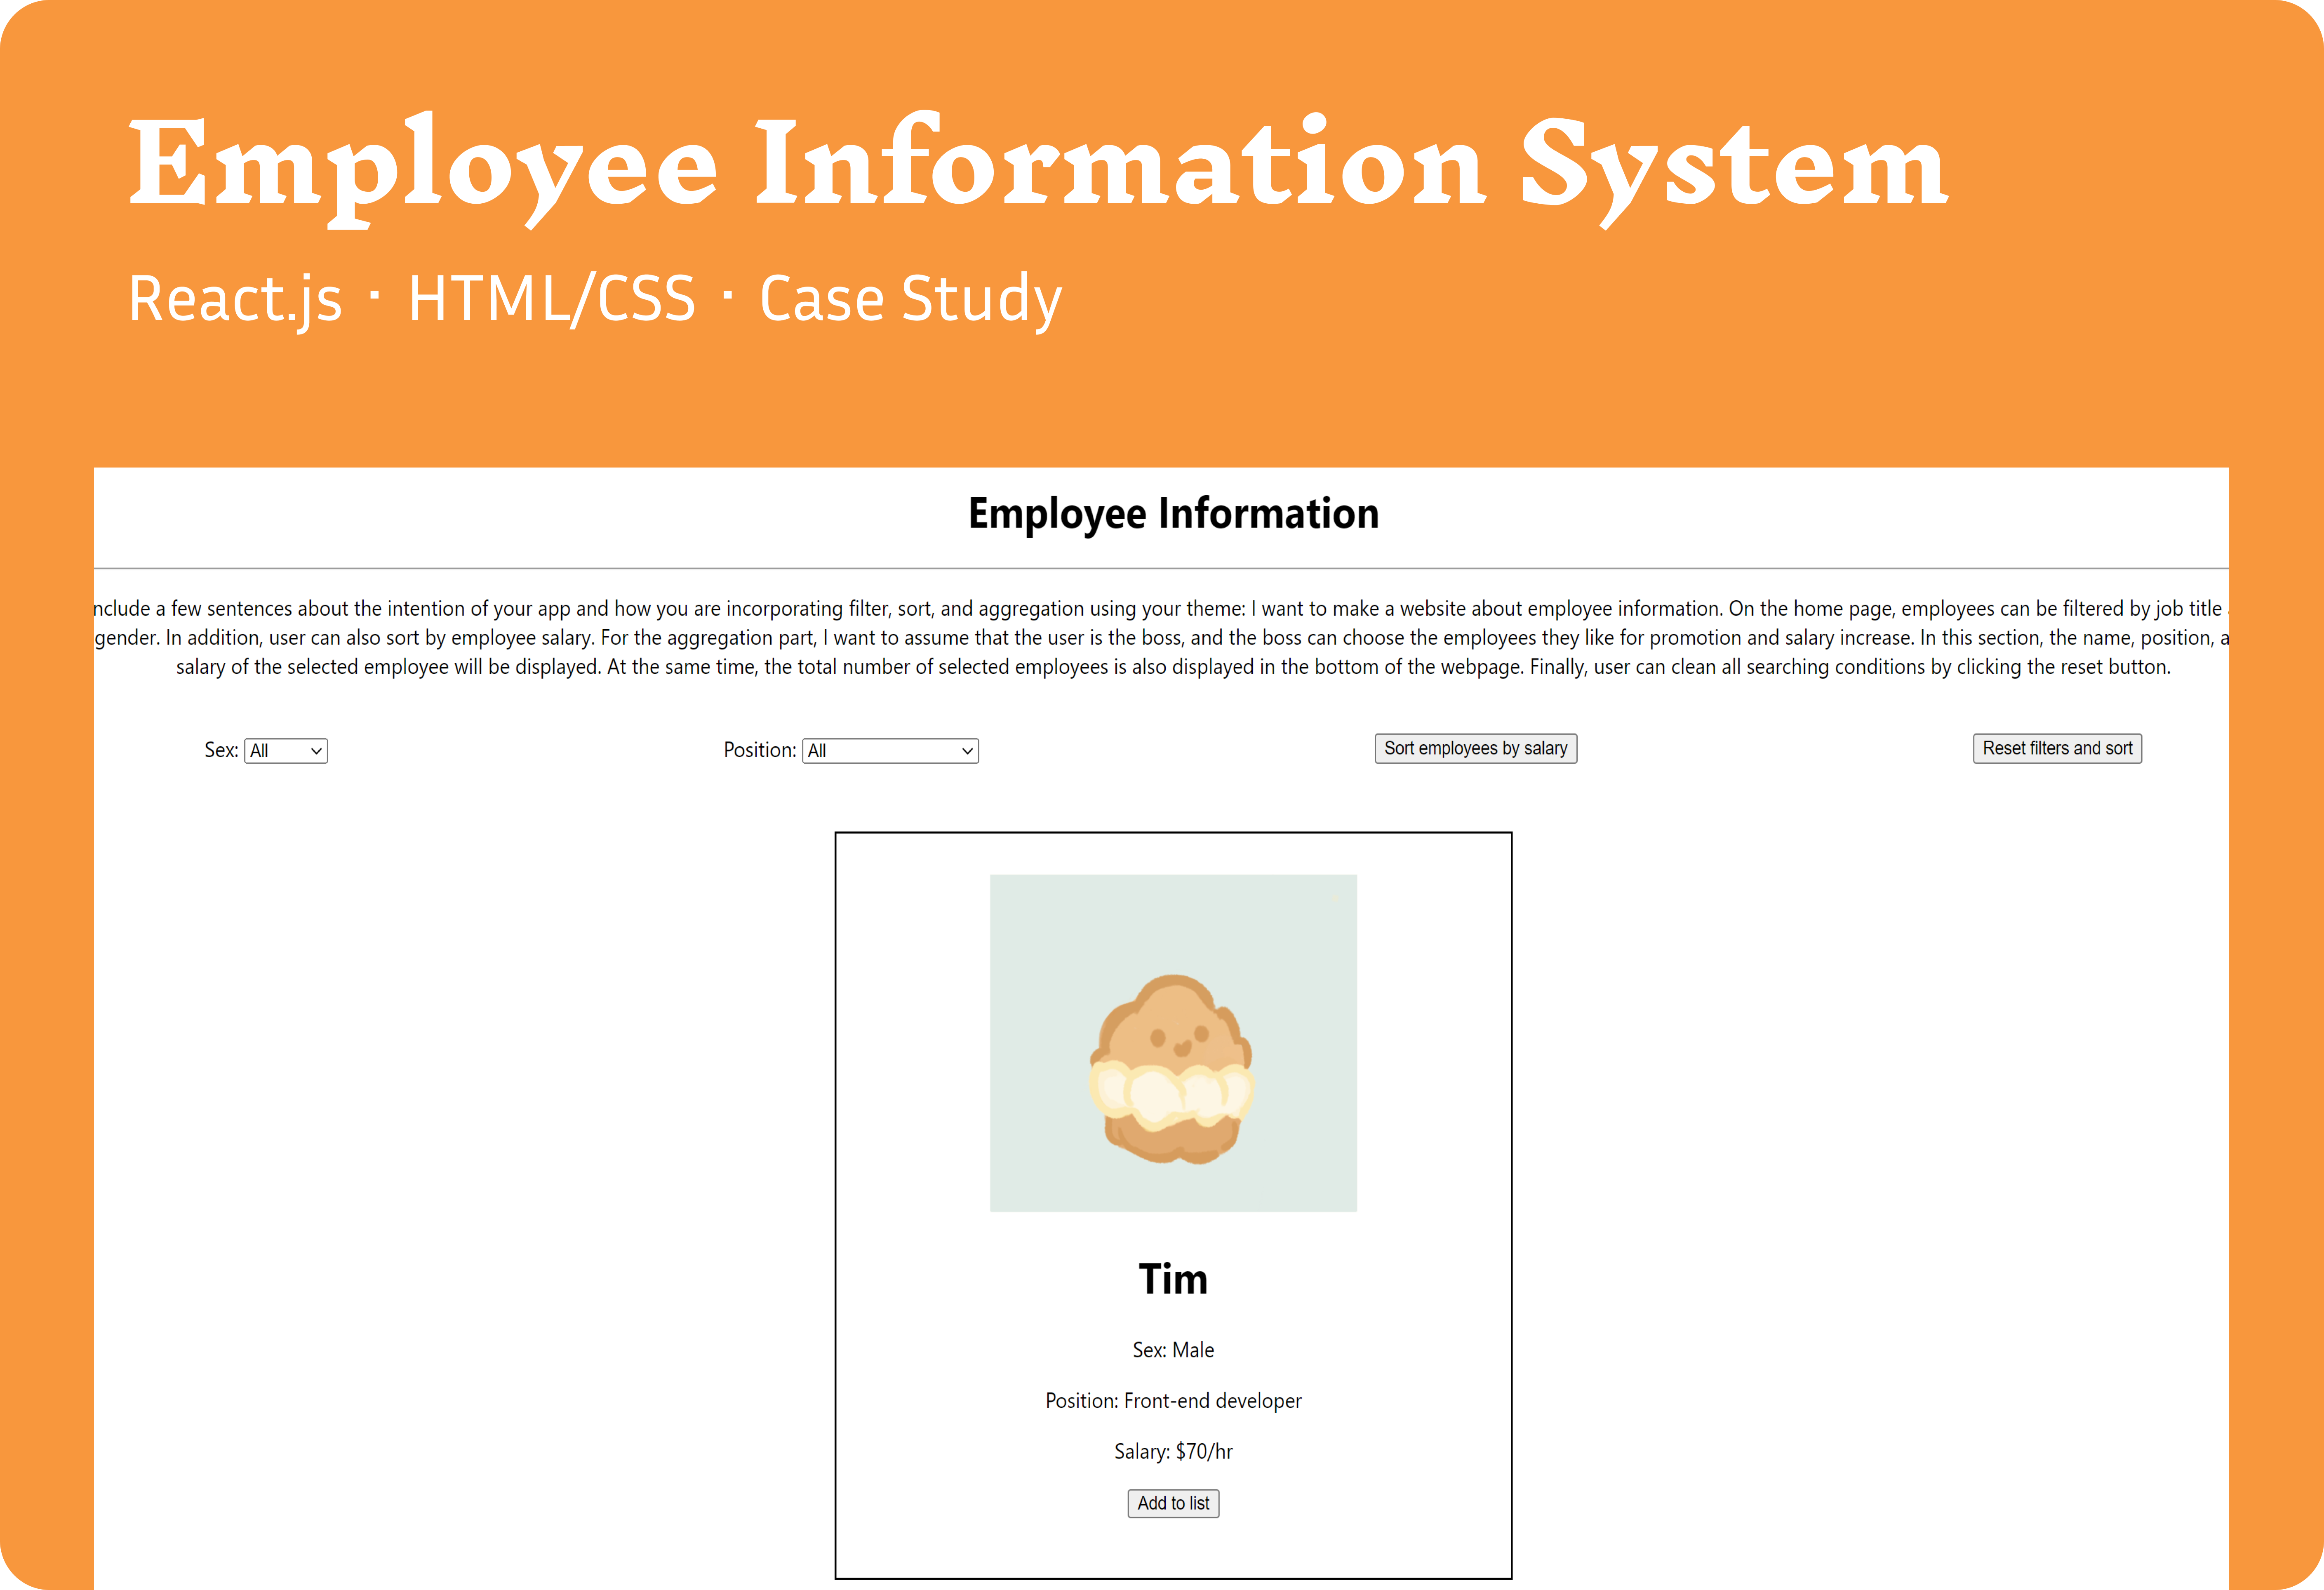 Employee Information System
React.js · HTML/CSS · Case Study
Employee Information
nclude a few sentences about the intention of your app and how you are incorporating filter, sort, and aggregation using your theme: I want to make a website about employee information. On the home page, employees can be filtered by job title
gender. In addition, user can also sort by employee salary. For the aggregation part, I want to assume that the user is the boss, and the boss can choose the employees they like for promotion and salary increase. In this section, the name, position, a
salary of the selected employee will be displayed. At the same time, the total number of selected employees is also displayed in the bottom of the webpage. Finally, user can clean all searching conditions by clicking the reset button.
Sex: All Position: All Sort employees by salary Reset filters and sort
Tim
Sex: Male
Position: Front-end developer
Salary: $70/hr
Add to list